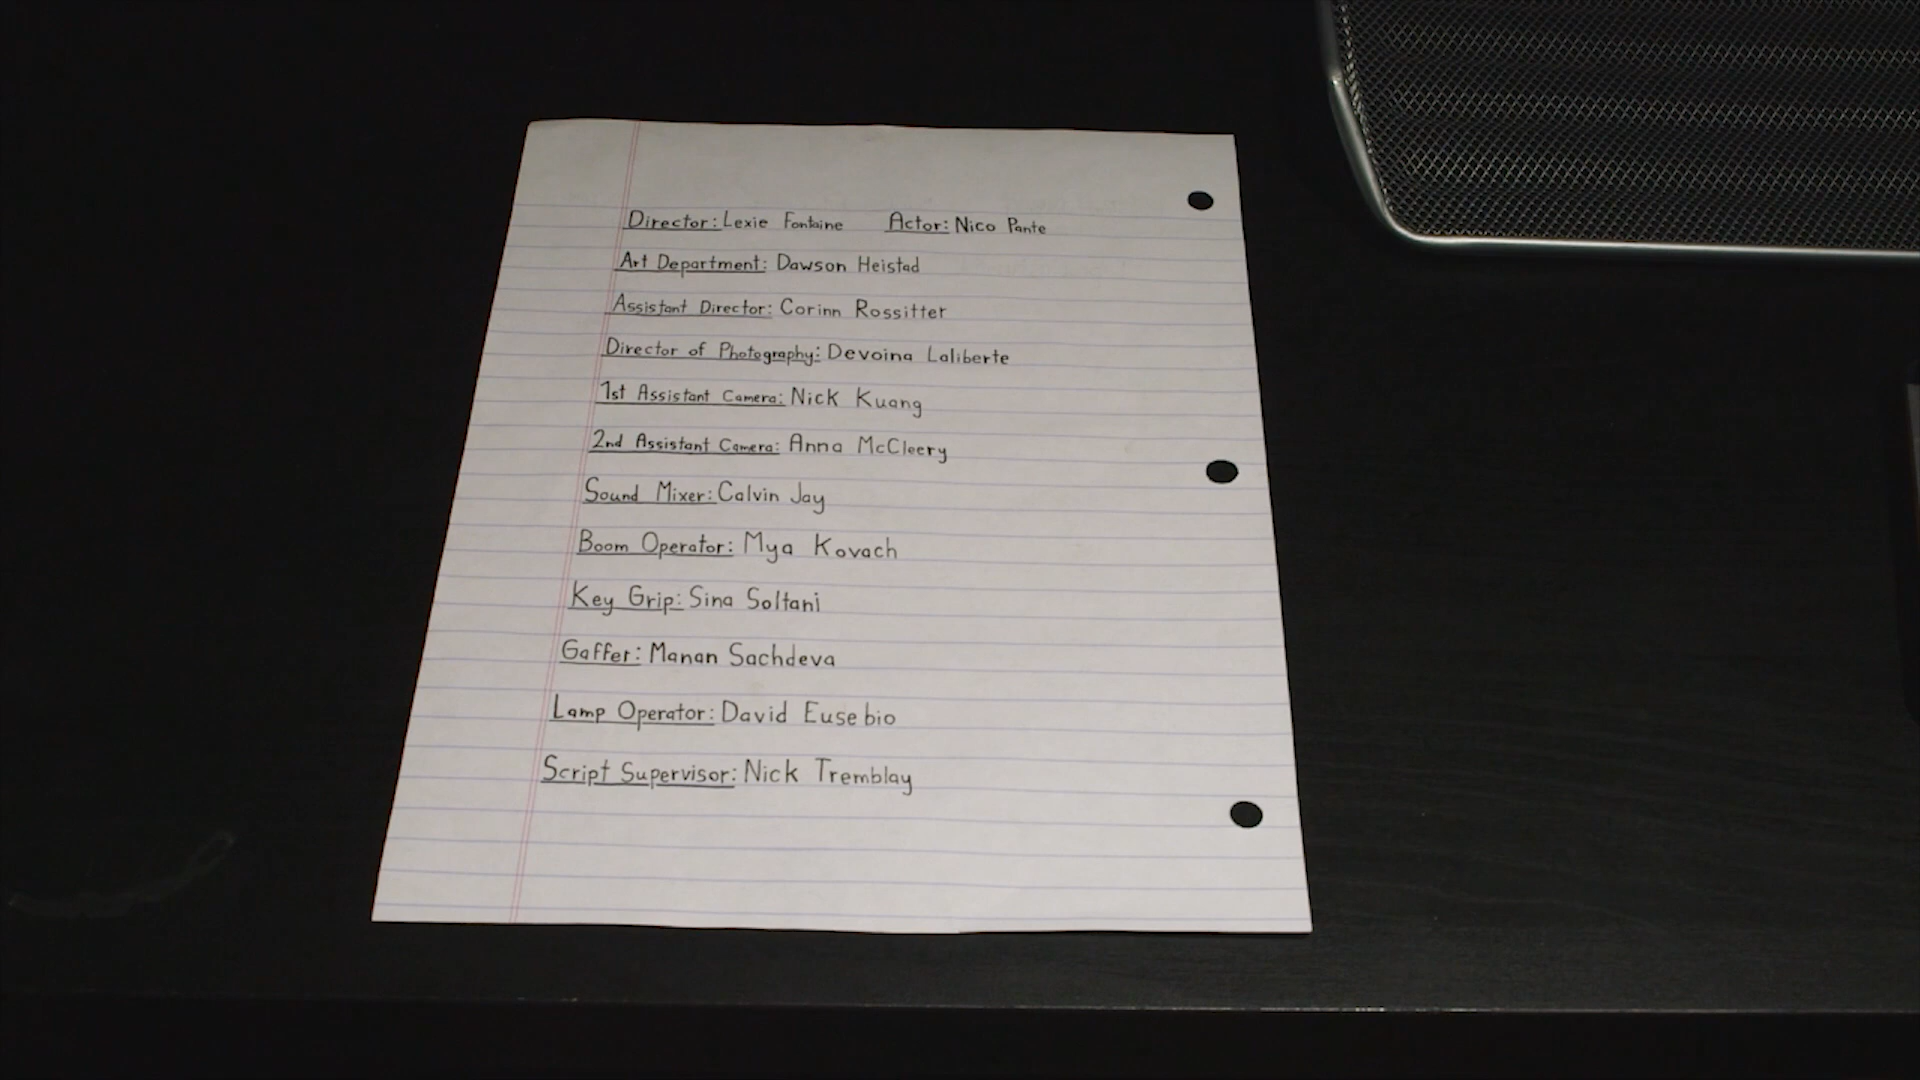 Director: Lexie Fontaine Actor: Nico Pante
Art Department: Dawson Heistad
Assistant Director: Corinn Rossitter
Director of Photography: Devoina Laliberte
1st Assistant Camera: Nick Kuang
2nd Assistant Camera: Anna McCleery
Sound Mixer: Calvin Jay
Boom Operator: Mya Kovach
Key Grip: Sina Soltani
Gaffer: Manan Sachdeva
Lamp Operator: David Eusebio
Script Supervisor: Nick Tremblay